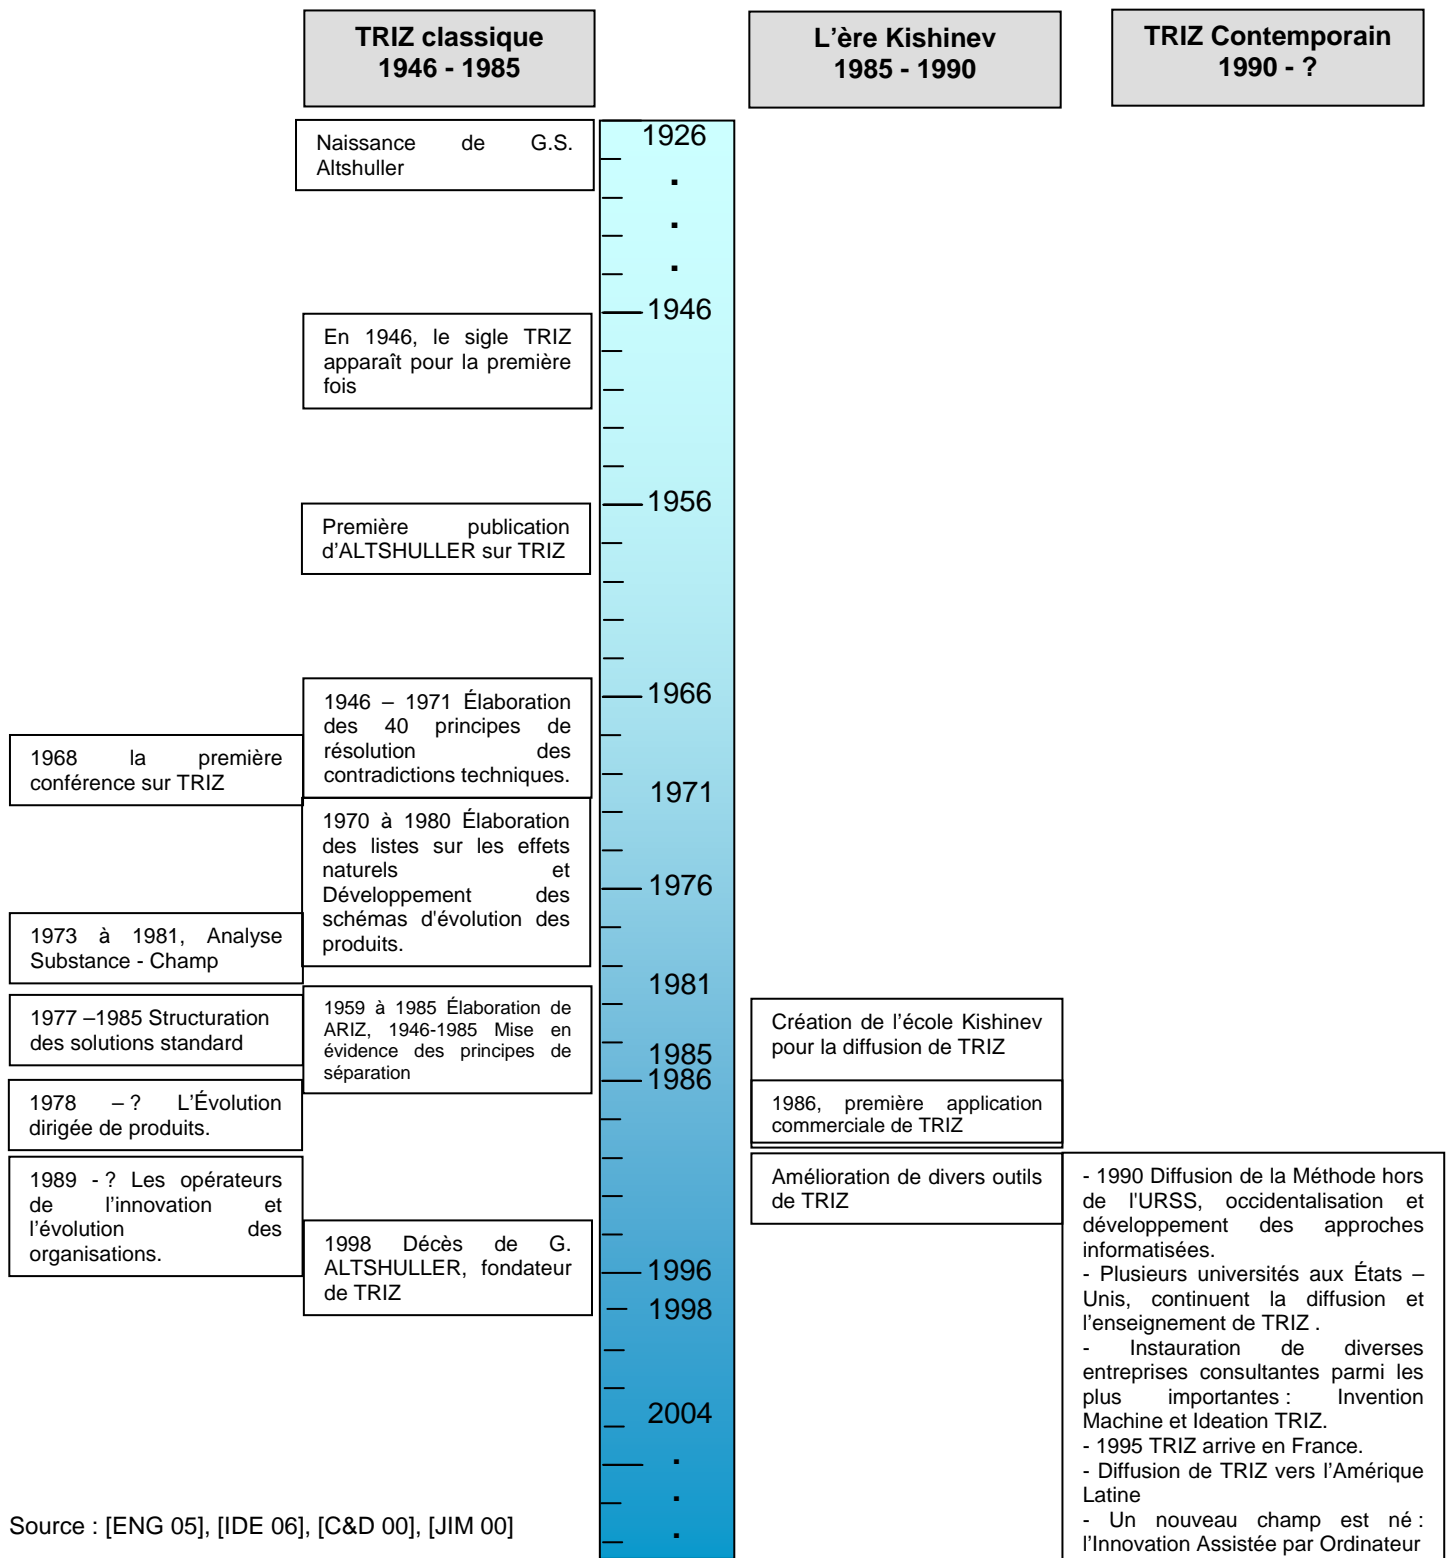 TRIZ classique
1946 - 1985
L'ère Kishinev
1985 - 1990
TRIZ Contemporain
1990 - ?
Naissance de G.S.
Altshuller
1926
.
.
.
En 1946, le sigle TRIZ
apparaît pour la première
fois
1946
Première publication
d'ALTSHULLER sur TRIZ
1956
1946 – 1971 Élaboration
des 40 principes de
résolution des
contradictions techniques.
1966
1968 la première
conférence sur TRIZ
1971
1970 à 1980 Élaboration
des listes sur les effets
naturels et
Développement des
schémas d'évolution des
produits.
1976
1973 à 1981, Analyse
Substance - Champ
1981
1977 –1985 Structuration
des solutions standard
1959 à 1985 Élaboration de
ARIZ, 1946-1985 Mise en
évidence des principes de
séparation
1985
1986
Création de l'école Kishinev
pour la diffusion de TRIZ
1978 – ? L'Évolution
dirigée de produits.
1986, première application
commerciale de TRIZ
1989 - ? Les opérateurs
de l'innovation et
l'évolution des
organisations.
Amélioration de divers outils
de TRIZ
1998 Décès de G.
ALTSHULLER, fondateur
de TRIZ
1996
1998
2004
.
.
.
- 1990 Diffusion de la Méthode hors
de l'URSS, occidentalisation et
développement des approches
informatisées.
- Plusieurs universités aux États –
Unis, continuent la diffusion et
l'enseignement de TRIZ .
- Instauration de diverses
entreprises consultantes parmi les
plus importantes : Invention
Machine et Ideation TRIZ.
- 1995 TRIZ arrive en France.
- Diffusion de TRIZ vers l'Amérique
Latine
- Un nouveau champ est né :
l'Innovation Assistée par Ordinateur
Source : [ENG 05], [IDE 06], [C&D 00], [JIM 00]